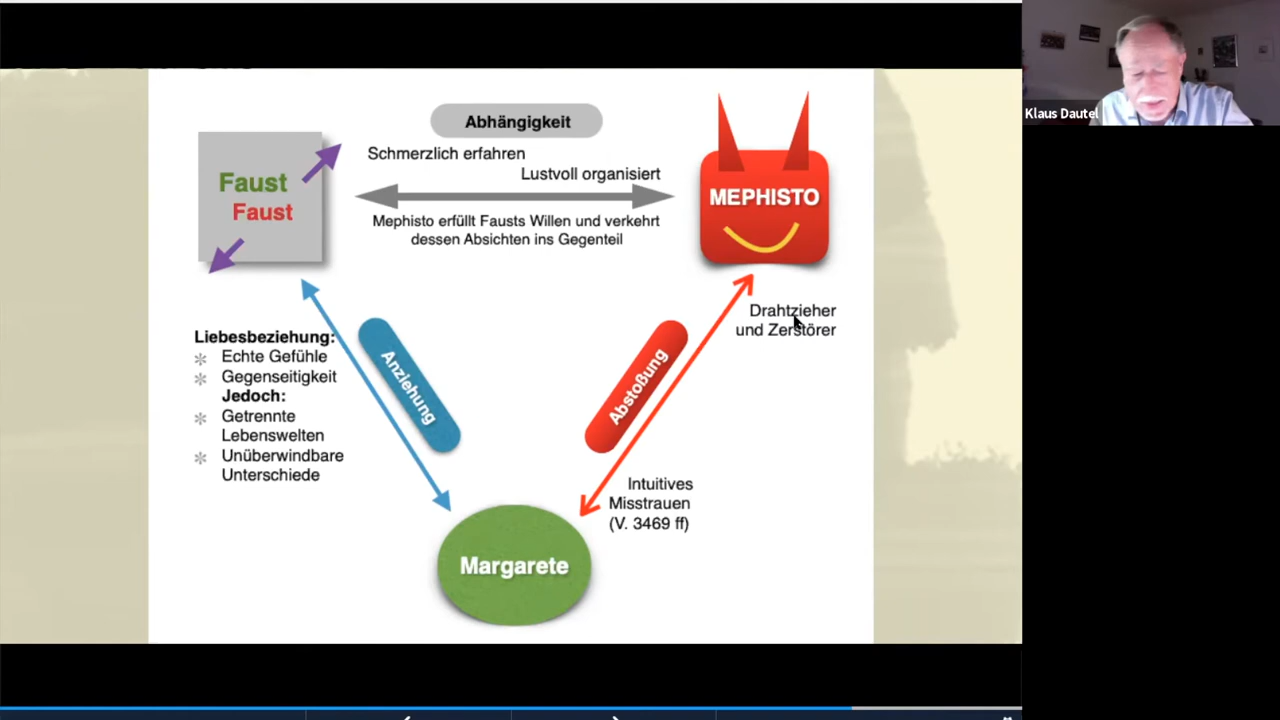 Abhängigkeit
Schmerzlich erfahren
Lustvoll organisiert
Faust
Faust
MEPHISTO
Mephisto erfüllt Fausts Willen und verkehrt
dessen Absichten ins Gegenteil
Drahtzieher
und Zerstörer
Liebesbeziehung:
Echte Gefühle
Gegenseitigkeit
Jedoch:
Getrennte
Lebenswelten
Unüberwindbare
Unterschiede
Anziehung
Abstoßung
Intuitives
Misstrauen
(V. 3469 ff)
Margarete
Klaus Dautel